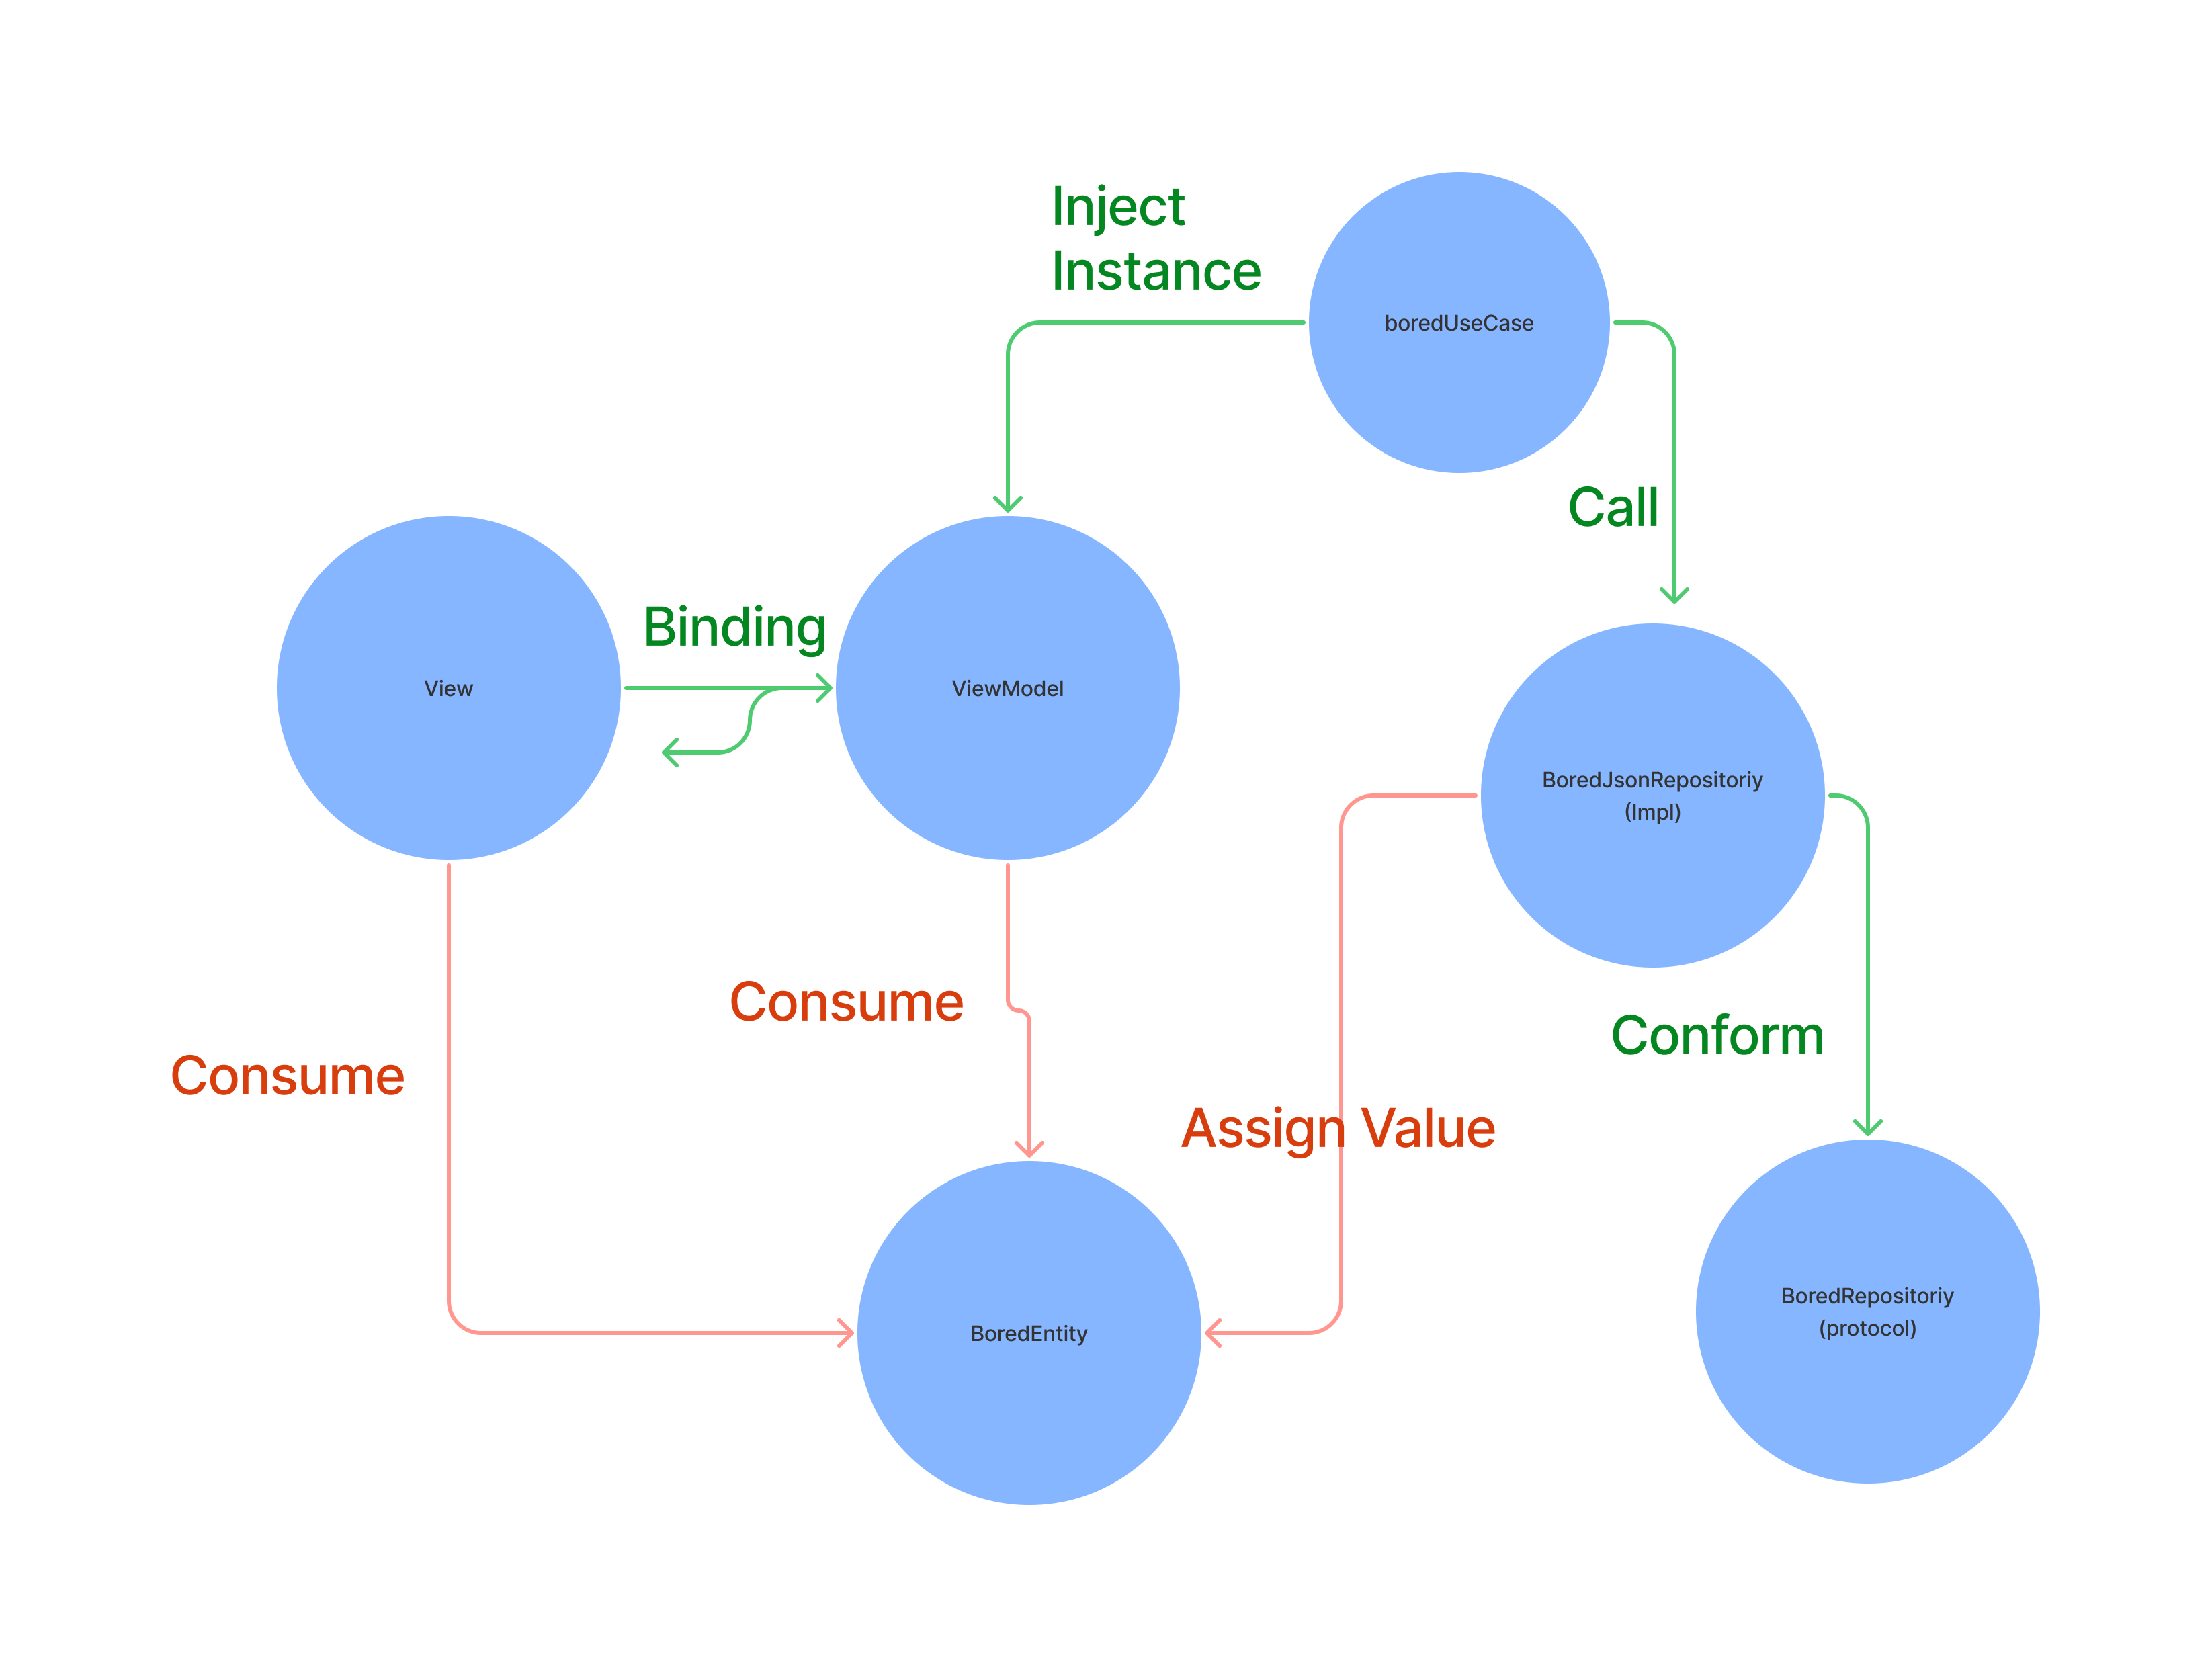 Inject
Instance
boredUseCase
Call
Binding
View
ViewModel
BoredJsonRepositoriy
(Impl)
Consume
Consume
Conform
Assign Value
BoredEntity
BoredRepositoriy
(protocol)